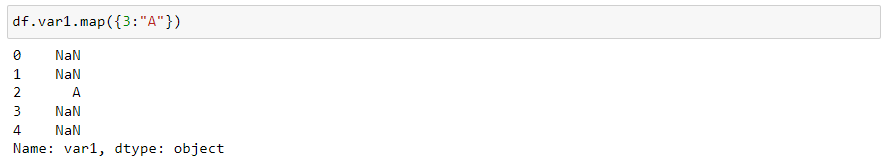 df.var1.map({3:"A"})
0    NaN
1    NaN
2      A
3    NaN
4    NaN
Name: var1, dtype: object